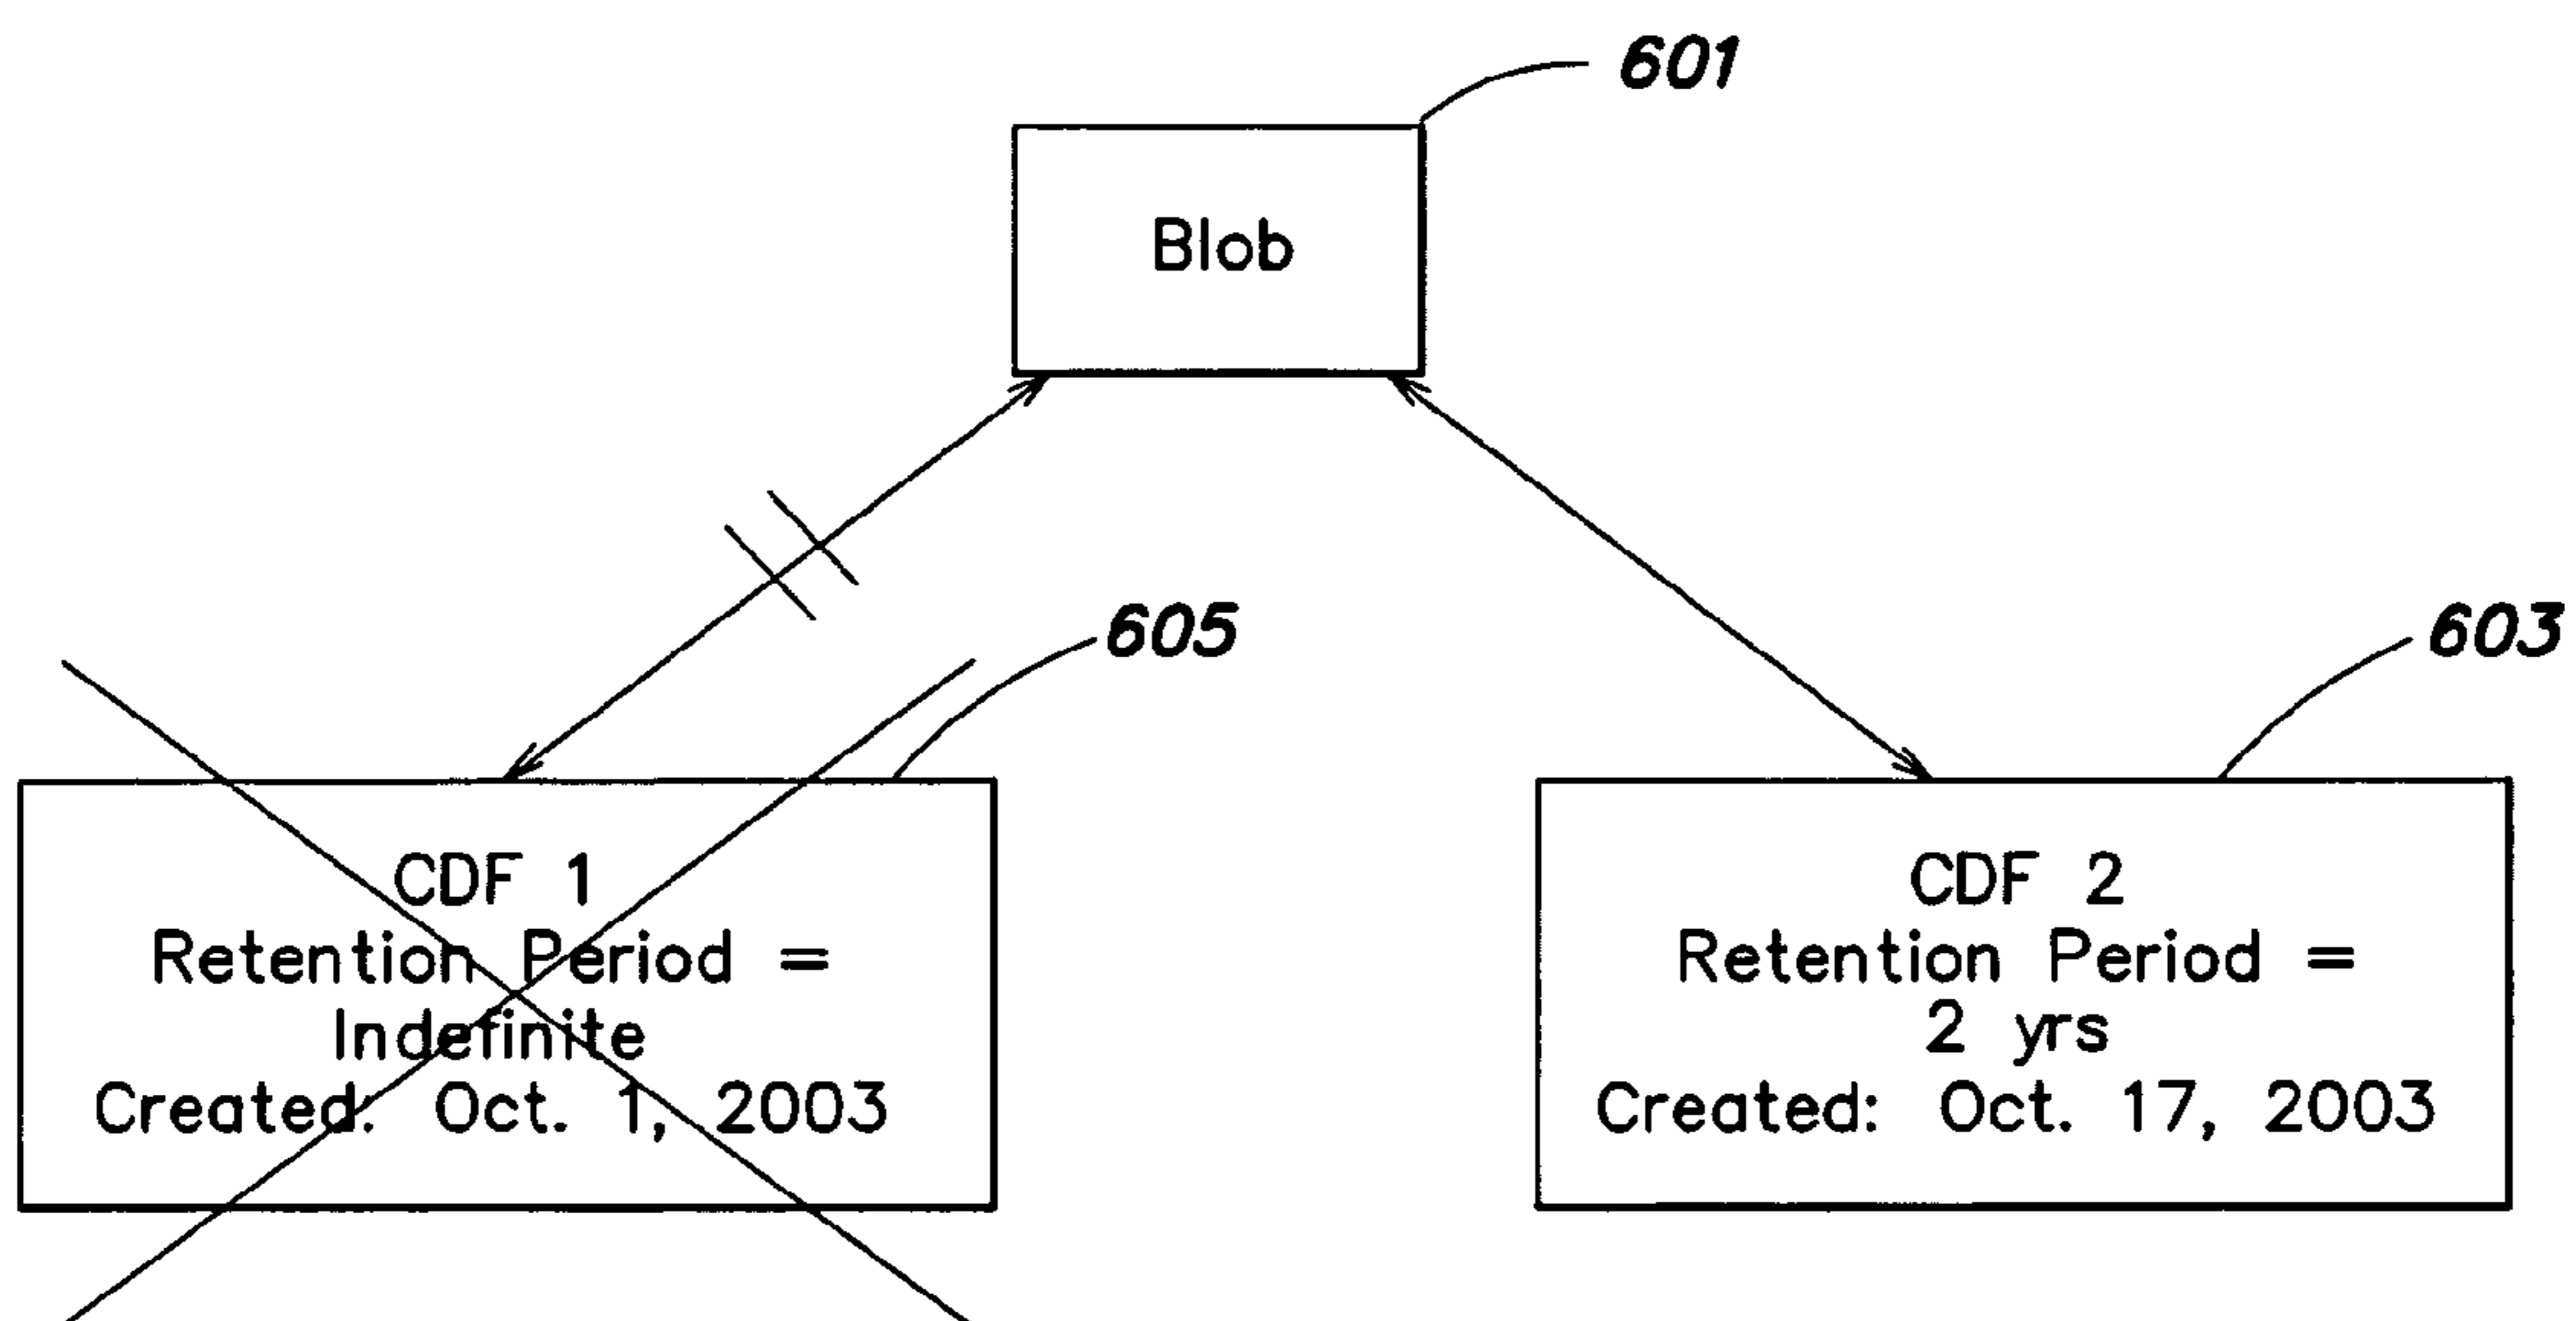 601
Blob
605
603
CDF 1
Retention Period =
Indefinite
Created: Oct. 1, 2003
CDF 2
Retention Period =
2 yrs
Created: Oct. 17, 2003